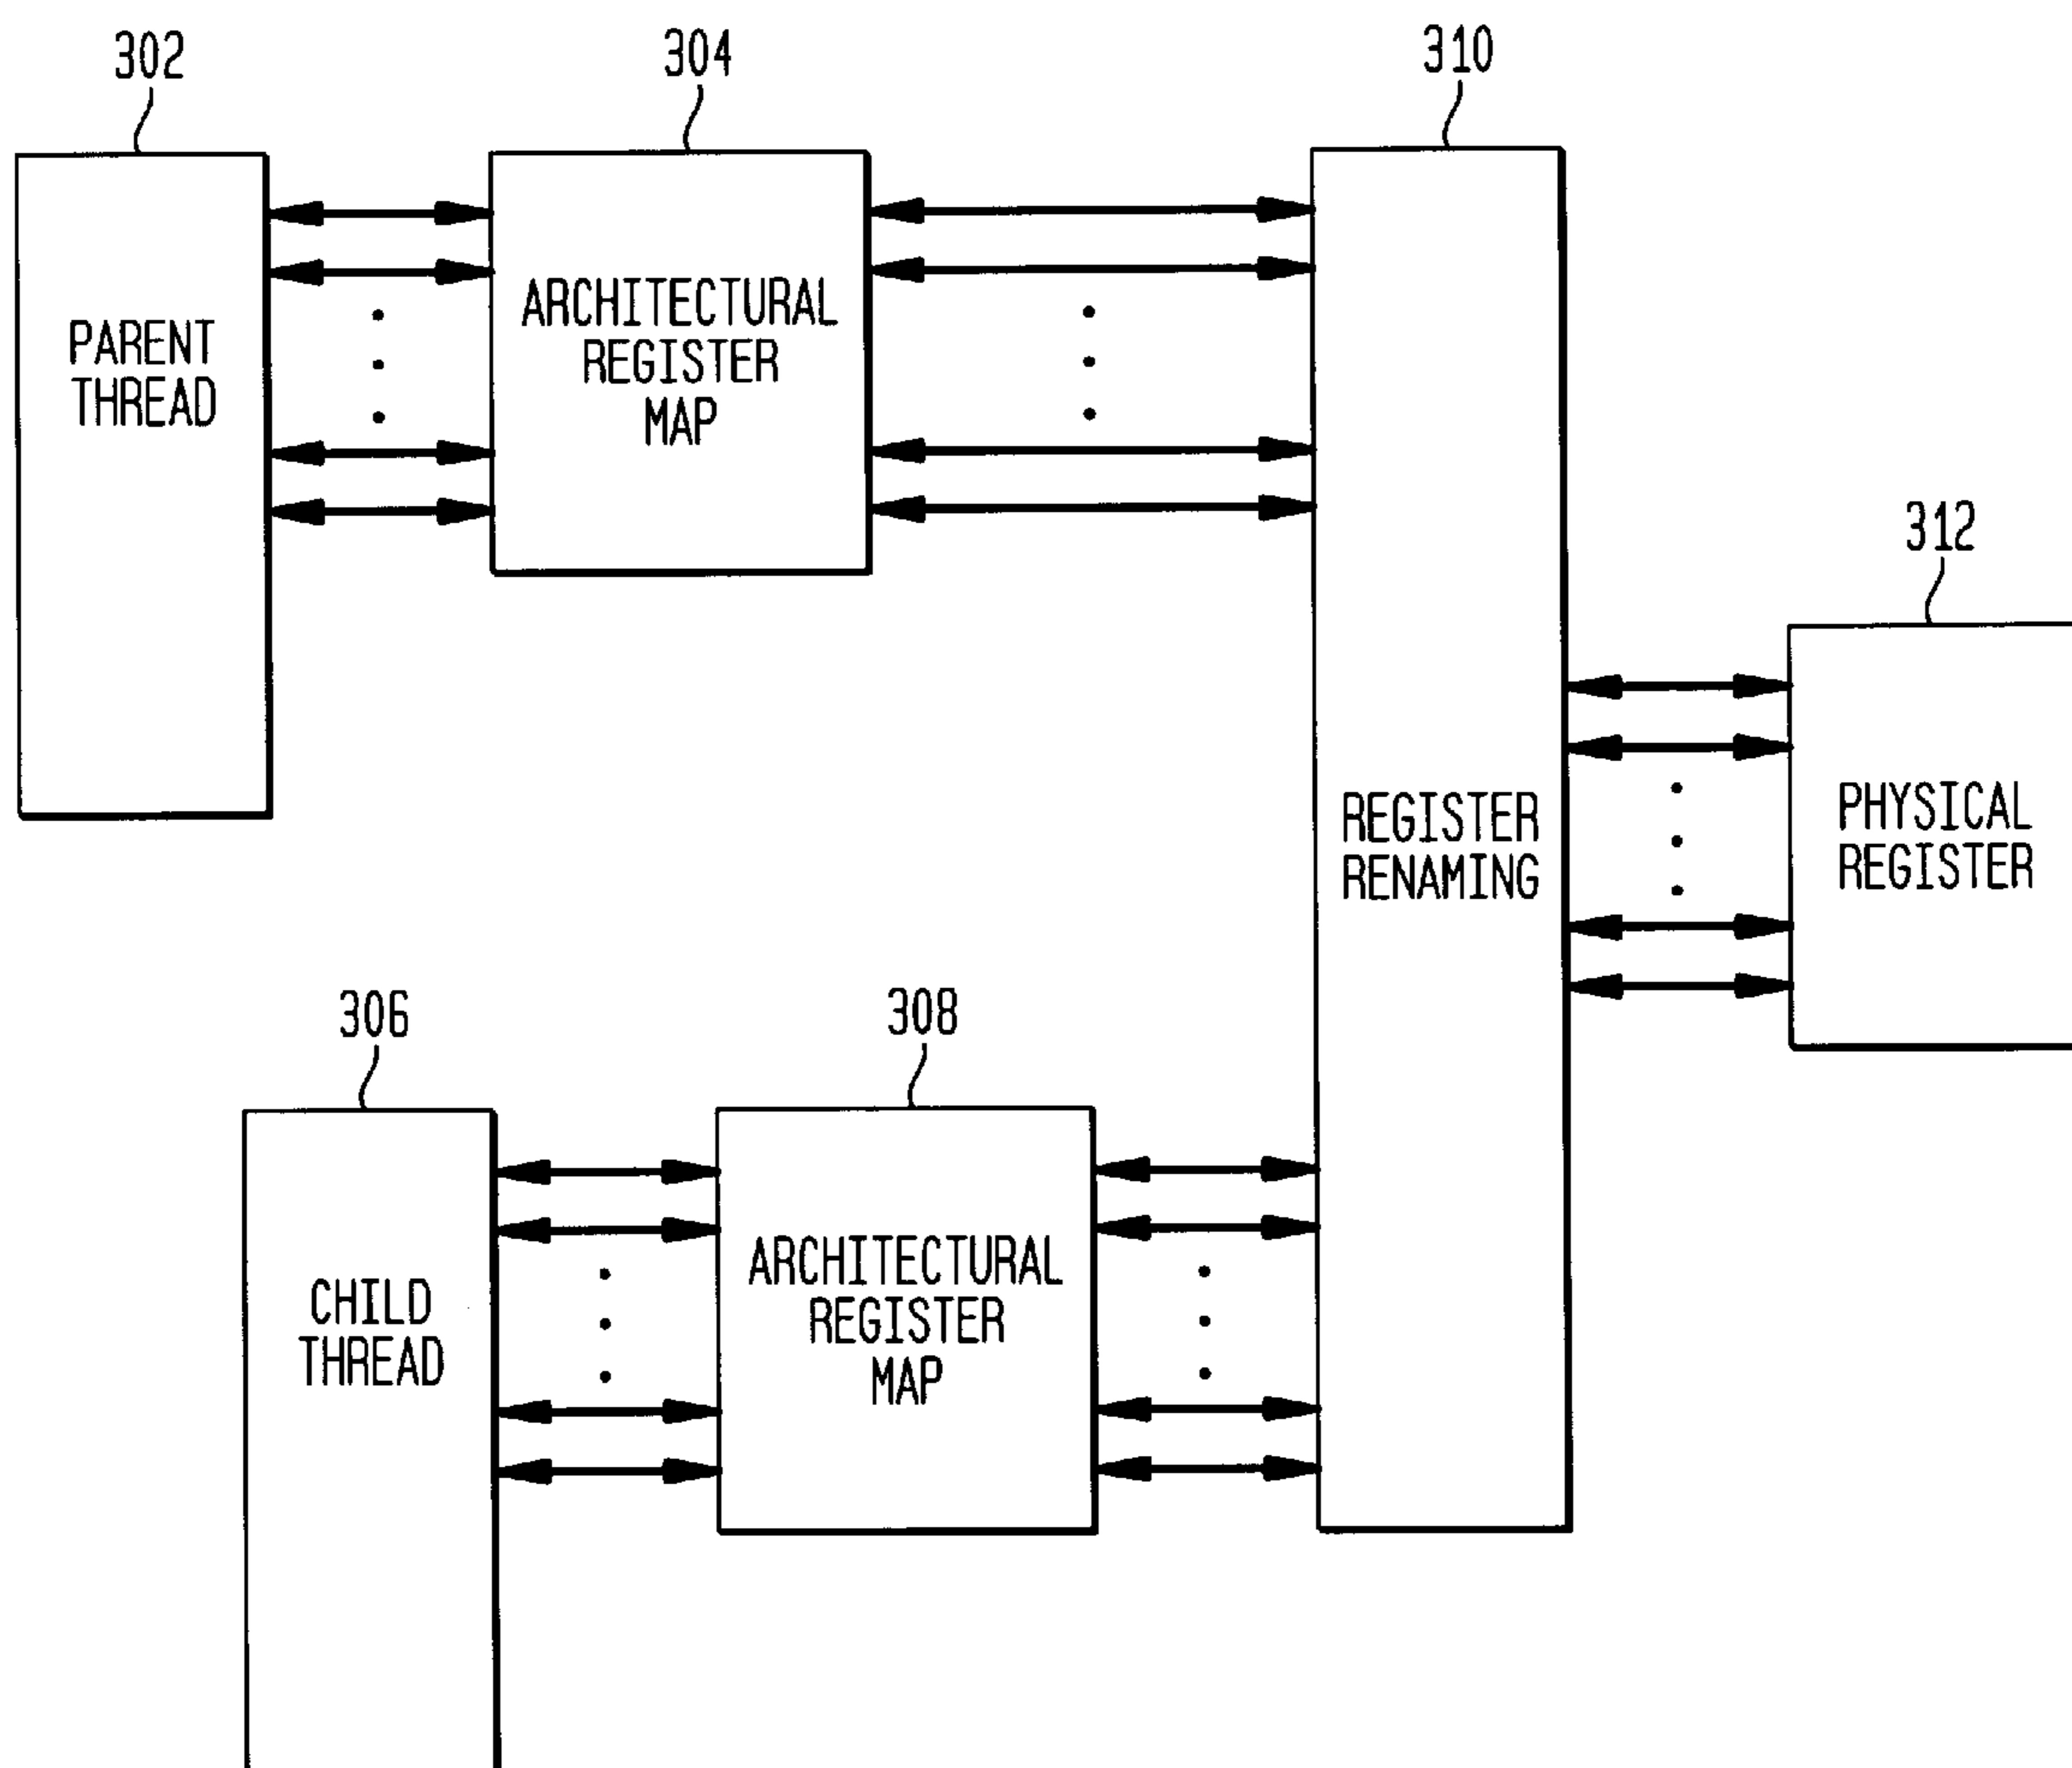 302
304
310
PARENT
THREAD
ARCHITECTURAL
REGISTER
MAP
312
REGISTER
RENAMING
PHYSICAL
REGISTER
306
308
CHILD
THREAD
ARCHITECTURAL
REGISTER
MAP